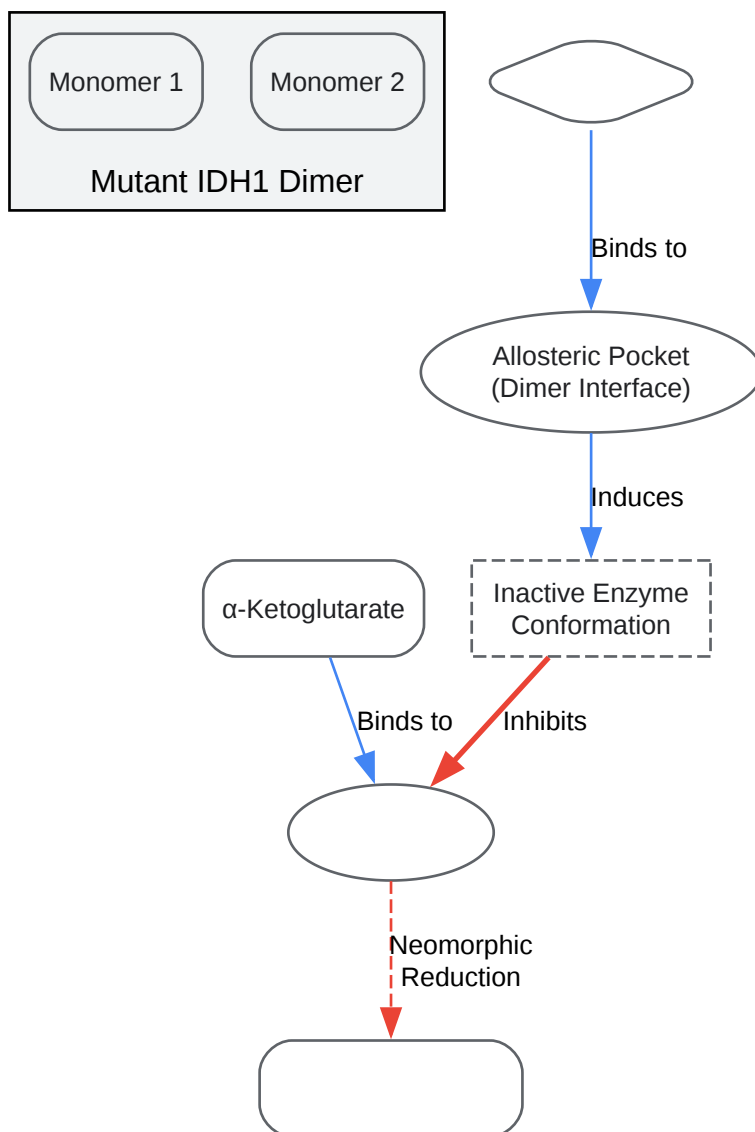 Monomer 1
Monomer 2
Mutant IDH1 Dimer
Binds to
Allosteric Pocket
(Dimer Interface)
Induces
α-Ketoglutarate
Inactive Enzyme
Conformation
Binds to
Inhibits
Neomorphic
Reduction